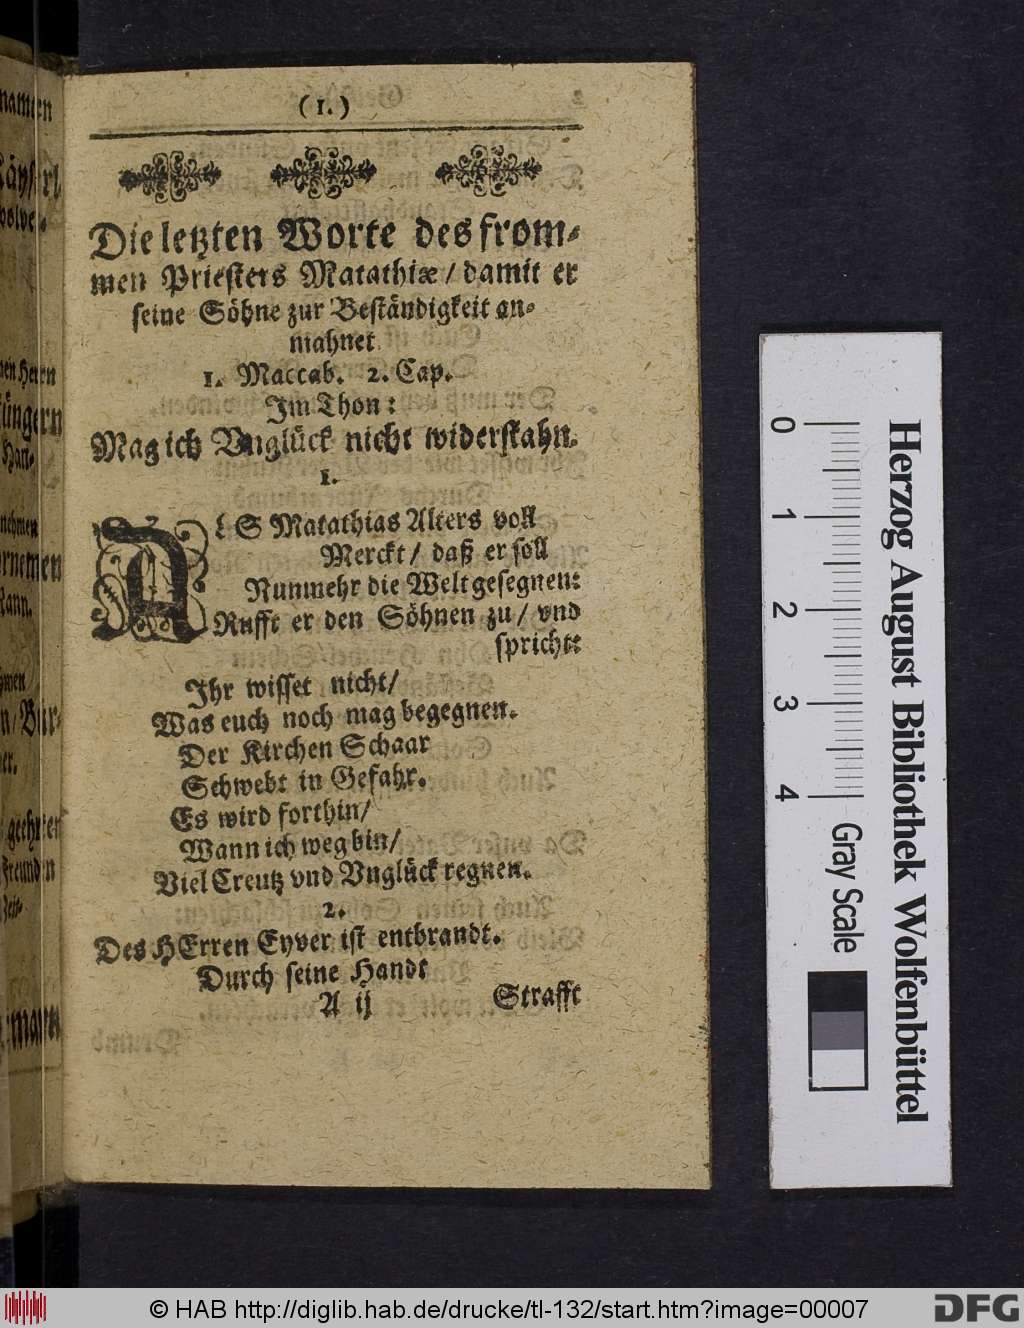 (1.)
Die letzten Worte des from-
men Priesters Matathiæ / damit er
seine Söhne zur Beständigkeit an-
mahnet
1. Maccab. 2. Cap.
Im Thon:
Mag ich Vnglück nicht widerstahn.
1.
ALS Matathias Alters voll
Merckt / daß er soll
Nunmehr die Welt gesegnen:
Rufft er den Söhnen zu / vnd
spricht:
Ihr wisset nicht /
Was euch noch mag begegnen.
Der Kirchen Schaar
Schwebt in Gefahr.
Es wird forthin /
Wann ich weg bin /
Viel Creutz vnd Vnglück regnen.
2.
Des HErren Eyver ist entbrandt.
Durch seine Handt
A ij Strafft
0 1 2 3 4
Herzog August Bibliothek Wolfenbüttel
Gray Scale
© HAB http://diglib.hab.de/drucke/tl-132/start.htm?image=00007
DFG